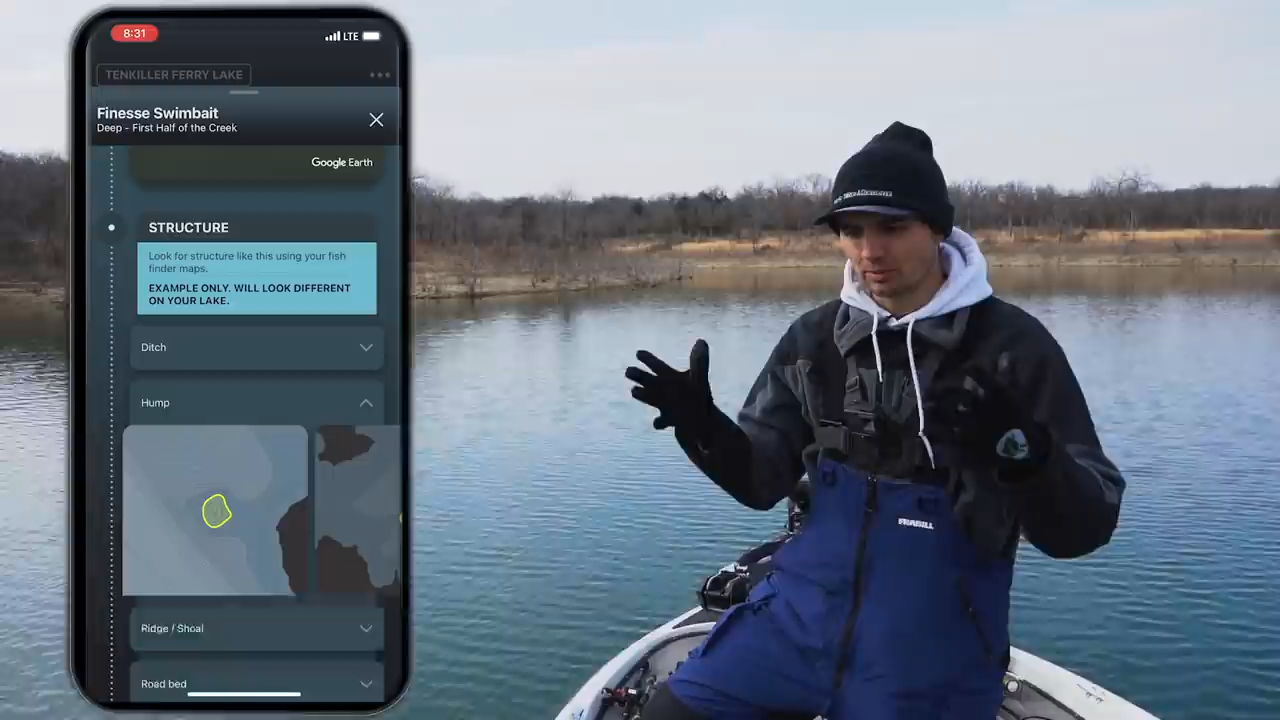 8:31
LTE
TENKILLER FERRY LAKE
Finesse Swimbait
Deep - First Half of the Creek
Google Earth
STRUCTURE
Look for structure like this using your fish
finder maps.
EXAMPLE ONLY. WILL LOOK DIFFERENT
ON YOUR LAKE.
Ditch
Hump
Ridge / Shoal
Road bed
FRABILL